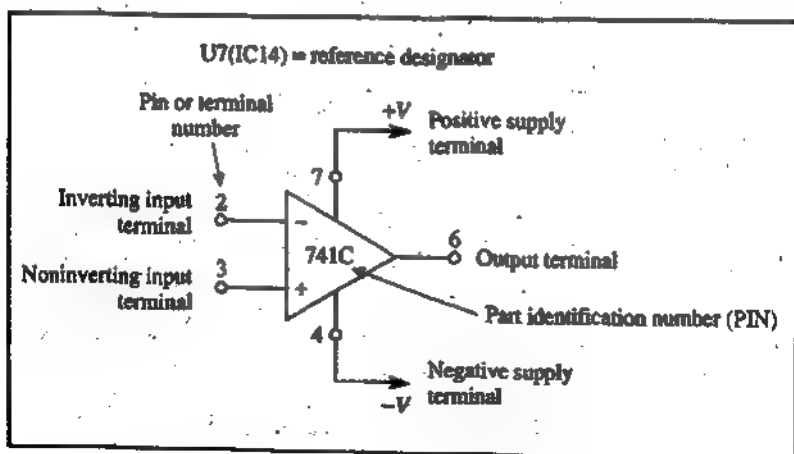 U7(IC14) = reference designator
Pin or terminal
number
+V
Positive supply
terminal
7
Inverting input
terminal
2
−
6
741C
Output terminal
Noninverting input
terminal
3
+
Part identification number (PIN)
4
Negative supply
terminal
−V